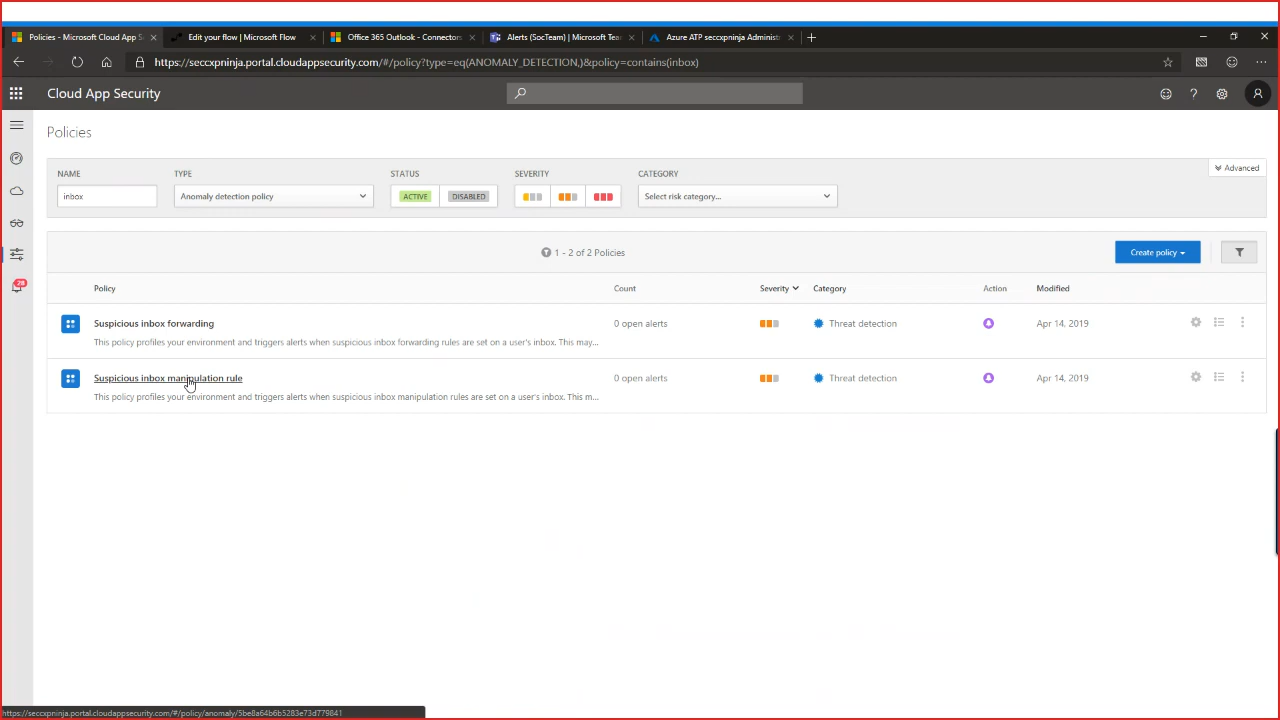 Policies - Microsoft Cloud App S
Edit your flow | Microsoft Flow
Office 365 Outlook - Connectors
Alerts (SocTeam) | Microsoft Tea
Azure ATP seccxpninja Administ
https://seccxpninja.portal.cloudappsecurity.com/#/policy?type=eq(ANOMALY_DETECTION,)&policy=contains(inbox)
Cloud App Security
Policies
Advanced
NAME TYPE STATUS SEVERITY CATEGORY
inbox Anomaly detection policy ACTIVE DISABLED Select risk category...
28
1 - 2 of 2 Policies Create policy
Policy Count Severity Category Action Modified
Suspicious inbox forwarding 0 open alerts Threat detection Apr 14, 2019
This policy profiles your environment and triggers alerts when suspicious inbox forwarding rules are set on a user's inbox. This may...
Suspicious inbox manipulation rule 0 open alerts Threat detection Apr 14, 2019
This policy profiles your environment and triggers alerts when suspicious inbox manipulation rules are set on a user's inbox. This m...
https://seccxpninja.portal.cloudappsecurity.com/#/policy/anomaly/5be8a64b6b5283e73d779841